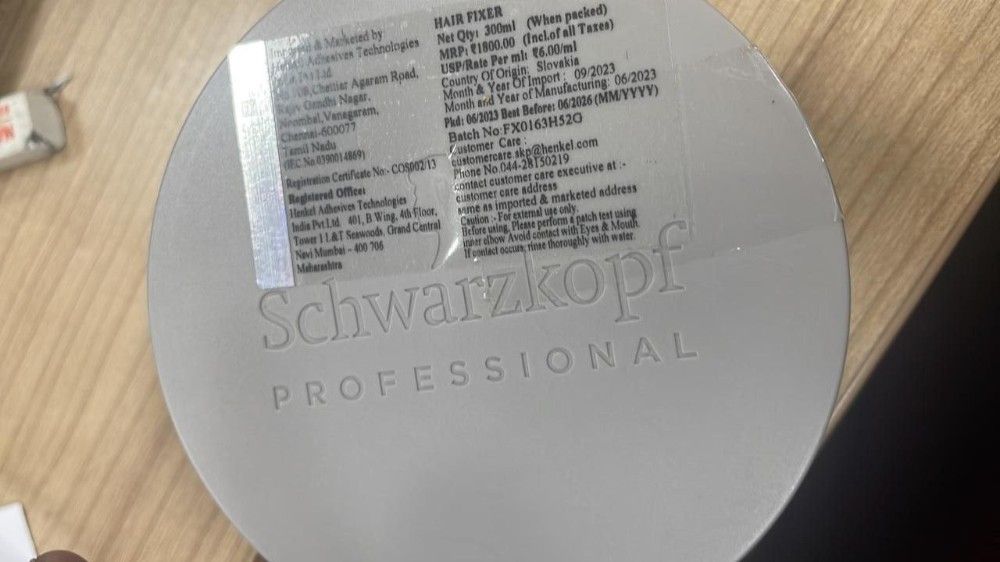 & Marketed by
Adhesives Technologies
Pvt Ltd
Chettiar Agaram Road,
Rajiv Gandhi Nagar,
Vanagaram,
Chennai-600077
Tamil Nadu
(IEC No.0390014869)
Registration Certificate No:- COS002/13
Registered Office:
Henkel Adhesives Technologies
India Pvt.Ltd. 401, B Wing, 4th Floor,
Tower 1 L&T Seawoods, Grand Central
Navi Mumbai - 400 706
Maharashtra
HAIR FIXER
Net Qty: 300ml (When packed)
MRP: ₹1800.00 (Incl.of all Taxes)
USP/Rate Per ml: ₹6.00/ml
Country Of Origin: Slovakia
Month & Year Of Import : 09/2023
Month and Year of Manufacturing: 06/2023
Pkd: 06/2023 Best Before: 06/2026 (MM/YYYY)
Batch No:FX0163H52O
Customer Care :
customercare.skp@henkel.com
Phone No.044-28150219
contact customer care executive at :-
customer care address
same as imported & marketed address
Caution :- For external use only.
Before using, Please perform a patch test using
inner elbow Avoid contact with Eyes & Mouth.
If contact occurs, rinse thoroughly with water.
Schwarzkopf
PROFESSIONAL